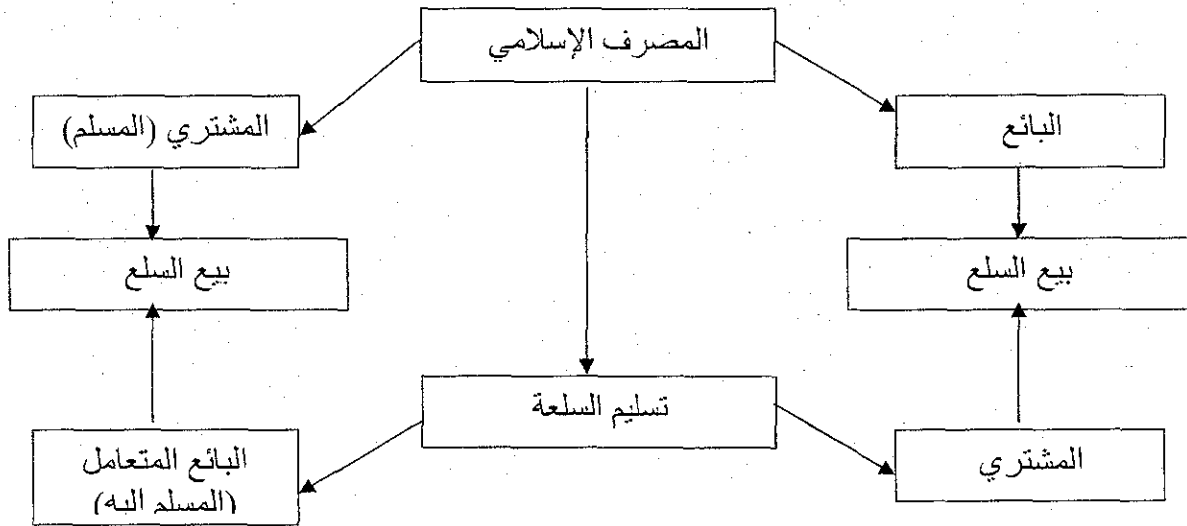 المصرف الإسلامي
البائع
المشتري (المسلم)
بيع السلع
بيع السلع
تسليم السلعة
المشتري
البائع المتعامل
(المسلم اليه)